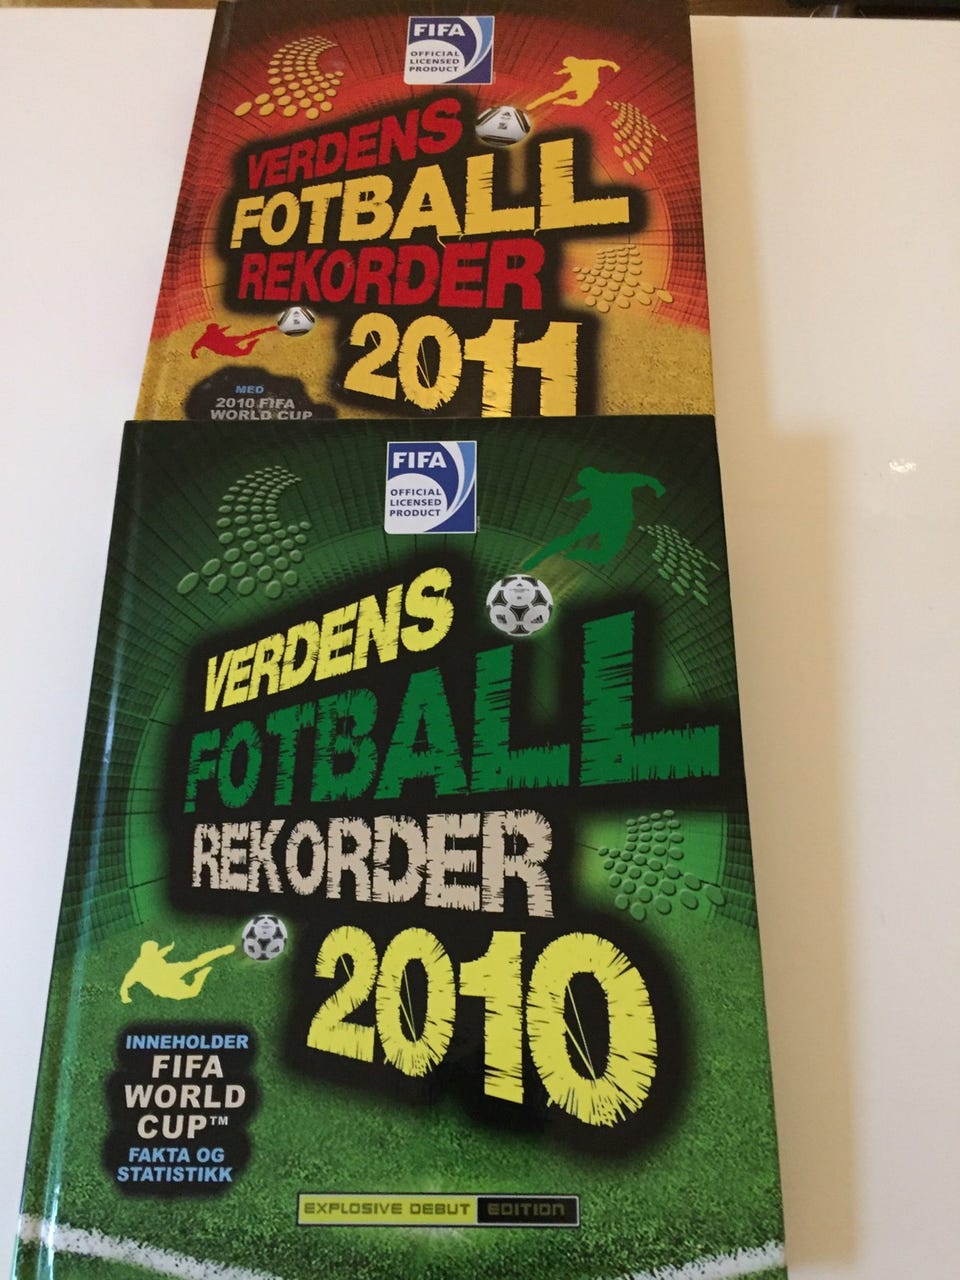 FIFA
OFFICIAL
LICENSED
PRODUCT
VERDENS
FOTBALL
REKORDER
2011
MED
2010 FIFA
WORLD CUP
FIFA
OFFICIAL
LICENSED
PRODUCT
VERDENS
FOTBALL
REKORDER
2010
INNEHOLDER
FIFA
WORLD
CUP™
FAKTA OG
STATISTIKK
EXPLOSIVE DEBUT EDITION